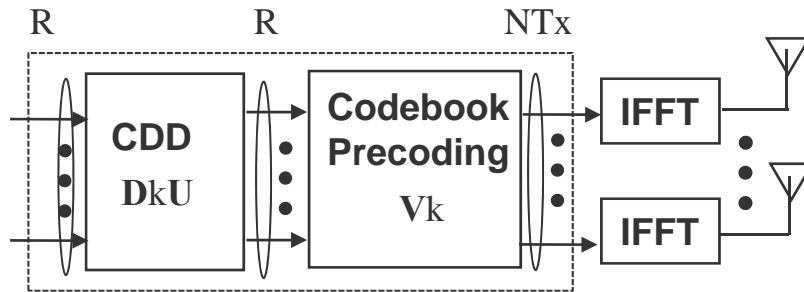 R R NTx
CDD
DkU
Codebook
Precoding
Vk
IFFT
IFFT